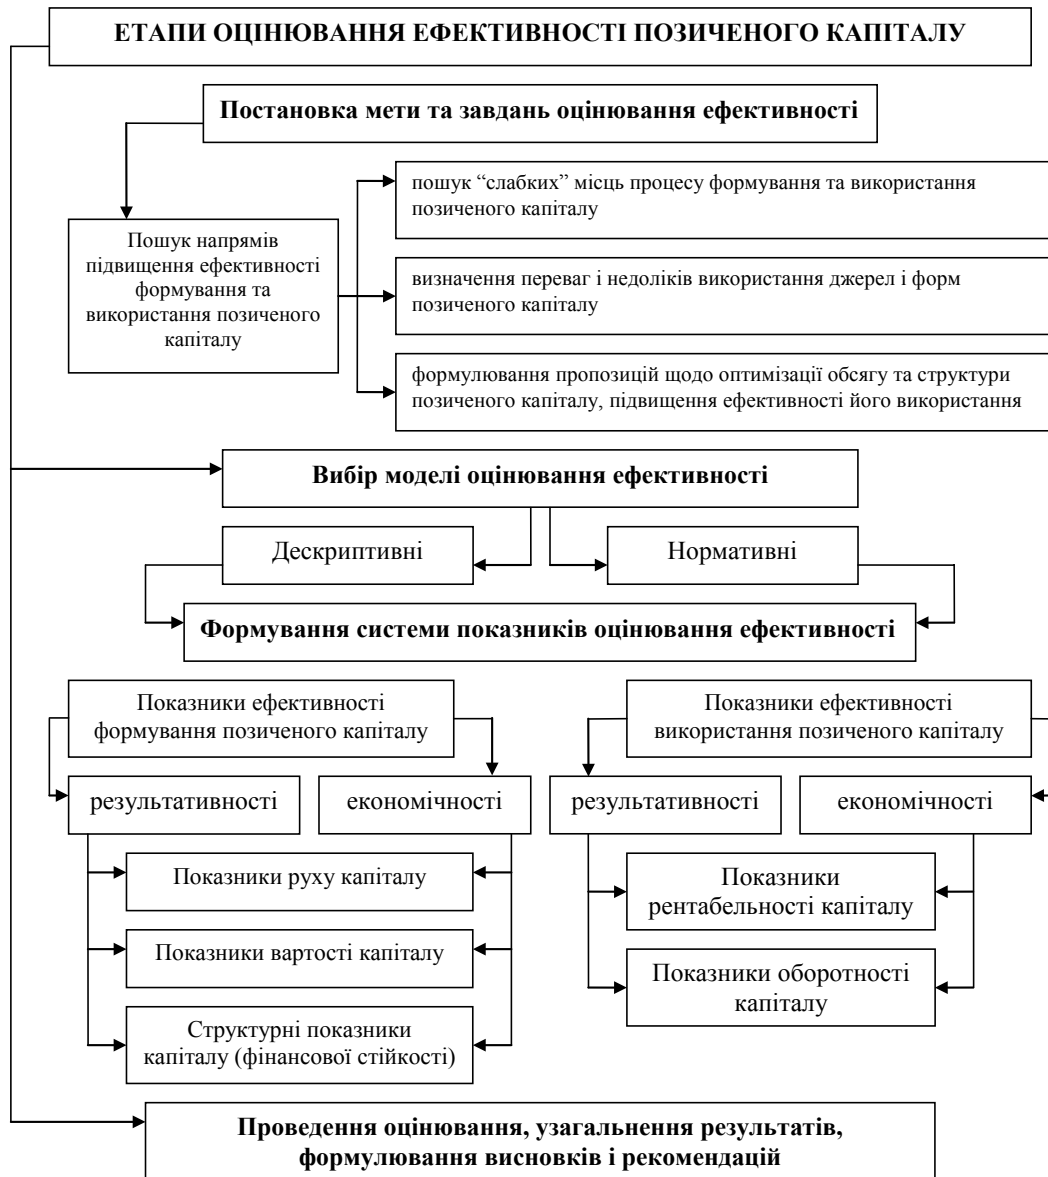 ЕТАПИ ОЦІНЮВАННЯ ЕФЕКТИВНОСТІ ПОЗИЧЕНОГО КАПІТАЛУ
Постановка мети та завдань оцінювання ефективності
Пошук напрямів
підвищення ефективності
формування та
використання позиченого
капіталу
пошук “слабких” місць процесу формування та використання
позиченого капіталу
визначення переваг і недоліків використання джерел і форм
позиченого капіталу
формулювання пропозицій щодо оптимізації обсягу та структури
позиченого капіталу, підвищення ефективності його використання
Вибір моделі оцінювання ефективності
Дескриптивні
Нормативні
Формування системи показників оцінювання ефективності
Показники ефективності
формування позиченого капіталу
Показники ефективності
використання позиченого капіталу
результативності
економічності
результативності
економічності
Показники руху капіталу
Показники вартості капіталу
Структурні показники
капіталу (фінансової стійкості)
Показники
рентабельності капіталу
Показники оборотності
капіталу
Проведення оцінювання, узагальнення результатів,
формулювання висновків і рекомендацій